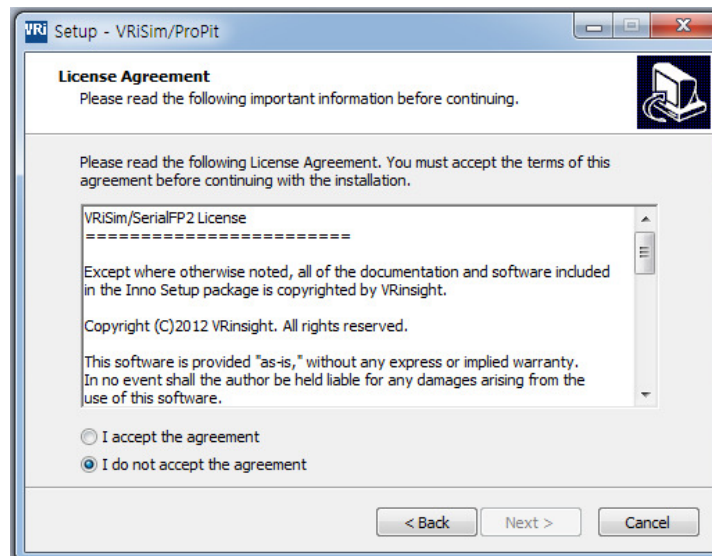 VRi Setup - VRiSim/ProPit
License Agreement
Please read the following important information before continuing.
Please read the following License Agreement. You must accept the terms of this
agreement before continuing with the installation.
VRiSim/SerialFP2 License
========================
Except where otherwise noted, all of the documentation and software included
in the Inno Setup package is copyrighted by VRinsight.
Copyright (C)2012 VRinsight. All rights reserved.
This software is provided "as-is," without any express or implied warranty.
In no event shall the author be held liable for any damages arising from the
use of this software.
I accept the agreement
I do not accept the agreement
< Back Next > Cancel